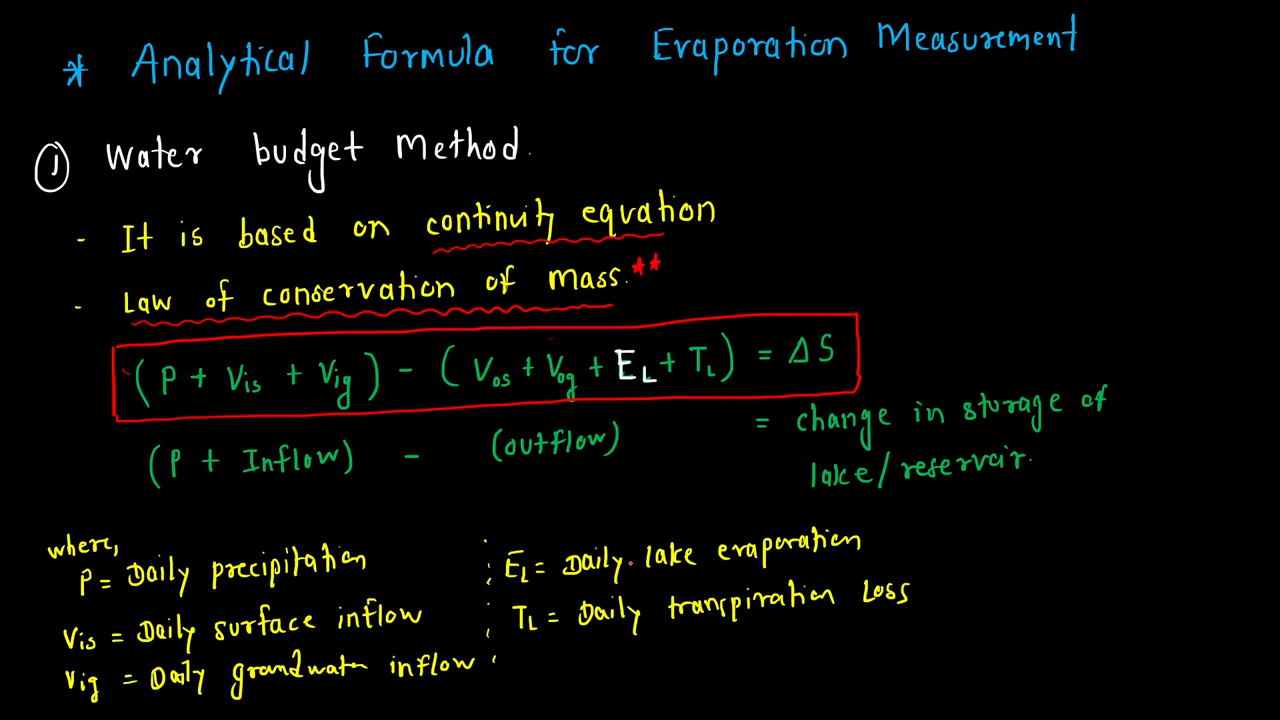 * Analytical Formula for Evaporation Measurement
① Water budget Method.
- It is based on continuity equation
- Law of conservation of mass.**
(P + Vis + Vig) - (Vos + Vog + EL + TL) = ΔS
(P + Inflow) - (outflow) = change in storage of
lake/reservoir.
where,
P = Daily precipitation ; EL = Daily lake evaporation
Vis = Daily surface inflow ; TL = Daily transpiration Loss
Vig = Daily groundwater inflow ;